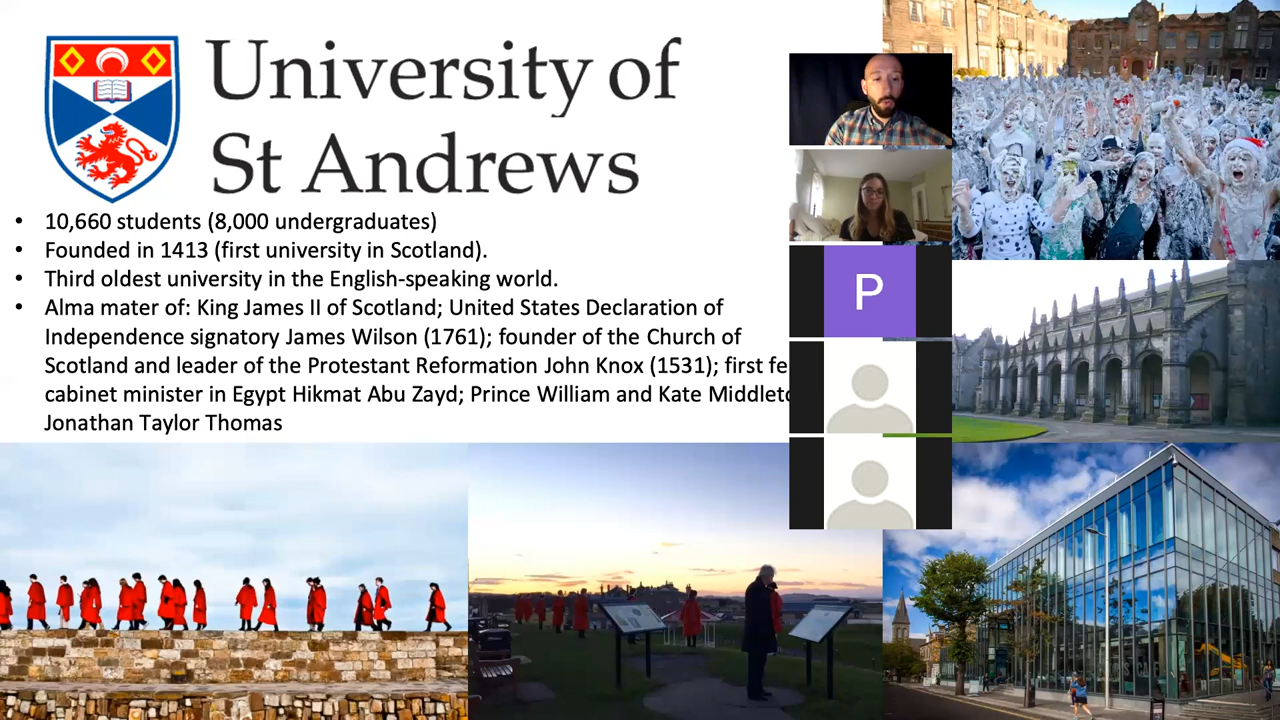 University of
St Andrews
• 10,660 students (8,000 undergraduates)
• Founded in 1413 (first university in Scotland).
• Third oldest university in the English-speaking world.
• Alma mater of: King James II of Scotland; United States Declaration of
Independence signatory James Wilson (1761); founder of the Church of
Scotland and leader of the Protestant Reformation John Knox (1531); first fe
cabinet minister in Egypt Hikmat Abu Zayd; Prince William and Kate Middleto
Jonathan Taylor Thomas
P